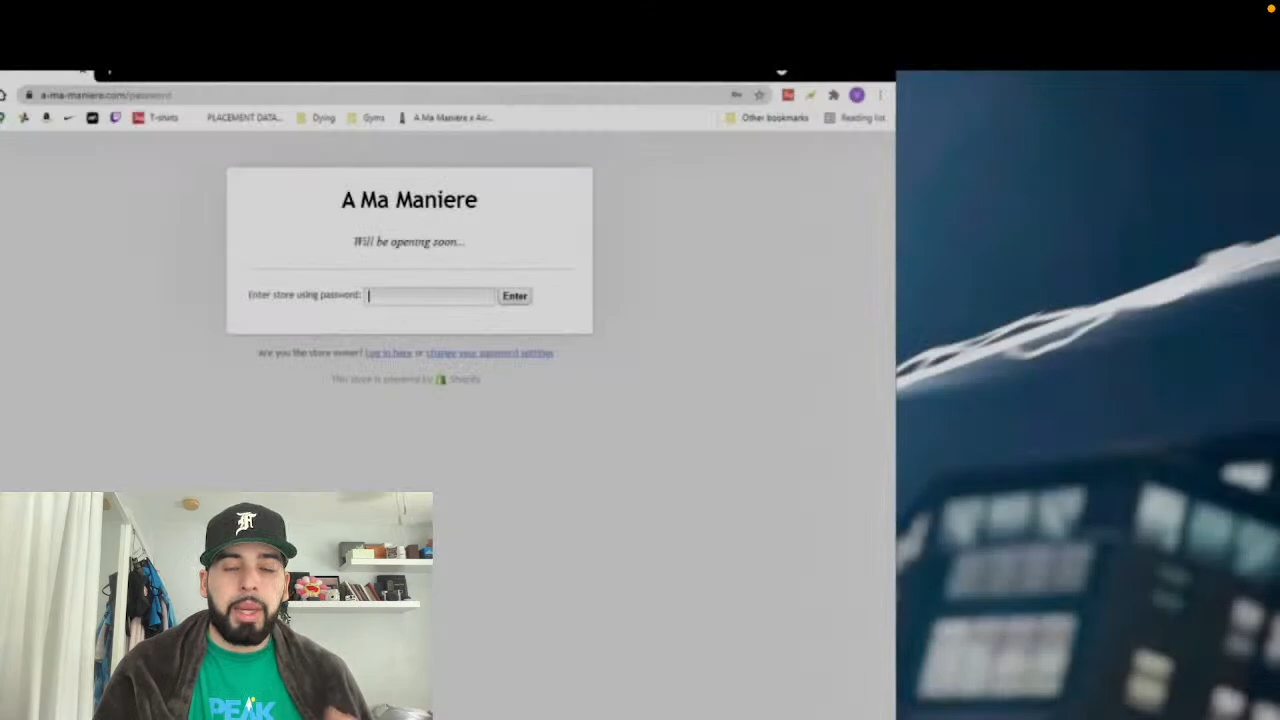 a-ma-maniere.com/password
T-shirts PLACEMENT DATA... Dying Gyms A Ma Maniere x Air... Other bookmarks Reading list
A Ma Maniere
Will be opening soon...
Enter store using password: Enter
Are you the store owner? Log in here or change your password settings
This store is powered by Shopify
F
PEAK